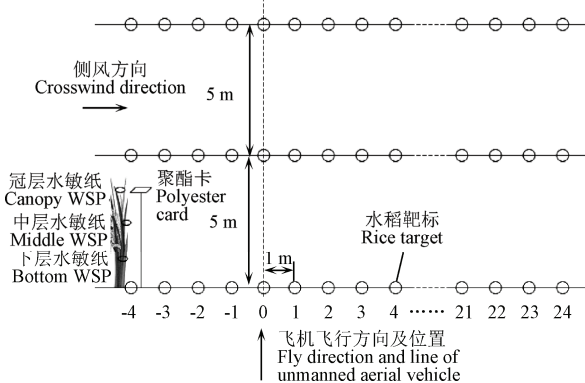 侧风方向
Crosswind direction
5 m
冠层水敏纸
Canopy WSP
聚酯卡
Polyester
card
中层水敏纸
Middle WSP
下层水敏纸
Bottom WSP
5 m
水稻靶标
Rice target
1 m
-4 -3 -2 -1 0 1 2 3 4 …… 21 22 23 24
飞机飞行方向及位置
Fly direction and line of
unmanned aerial vehicle